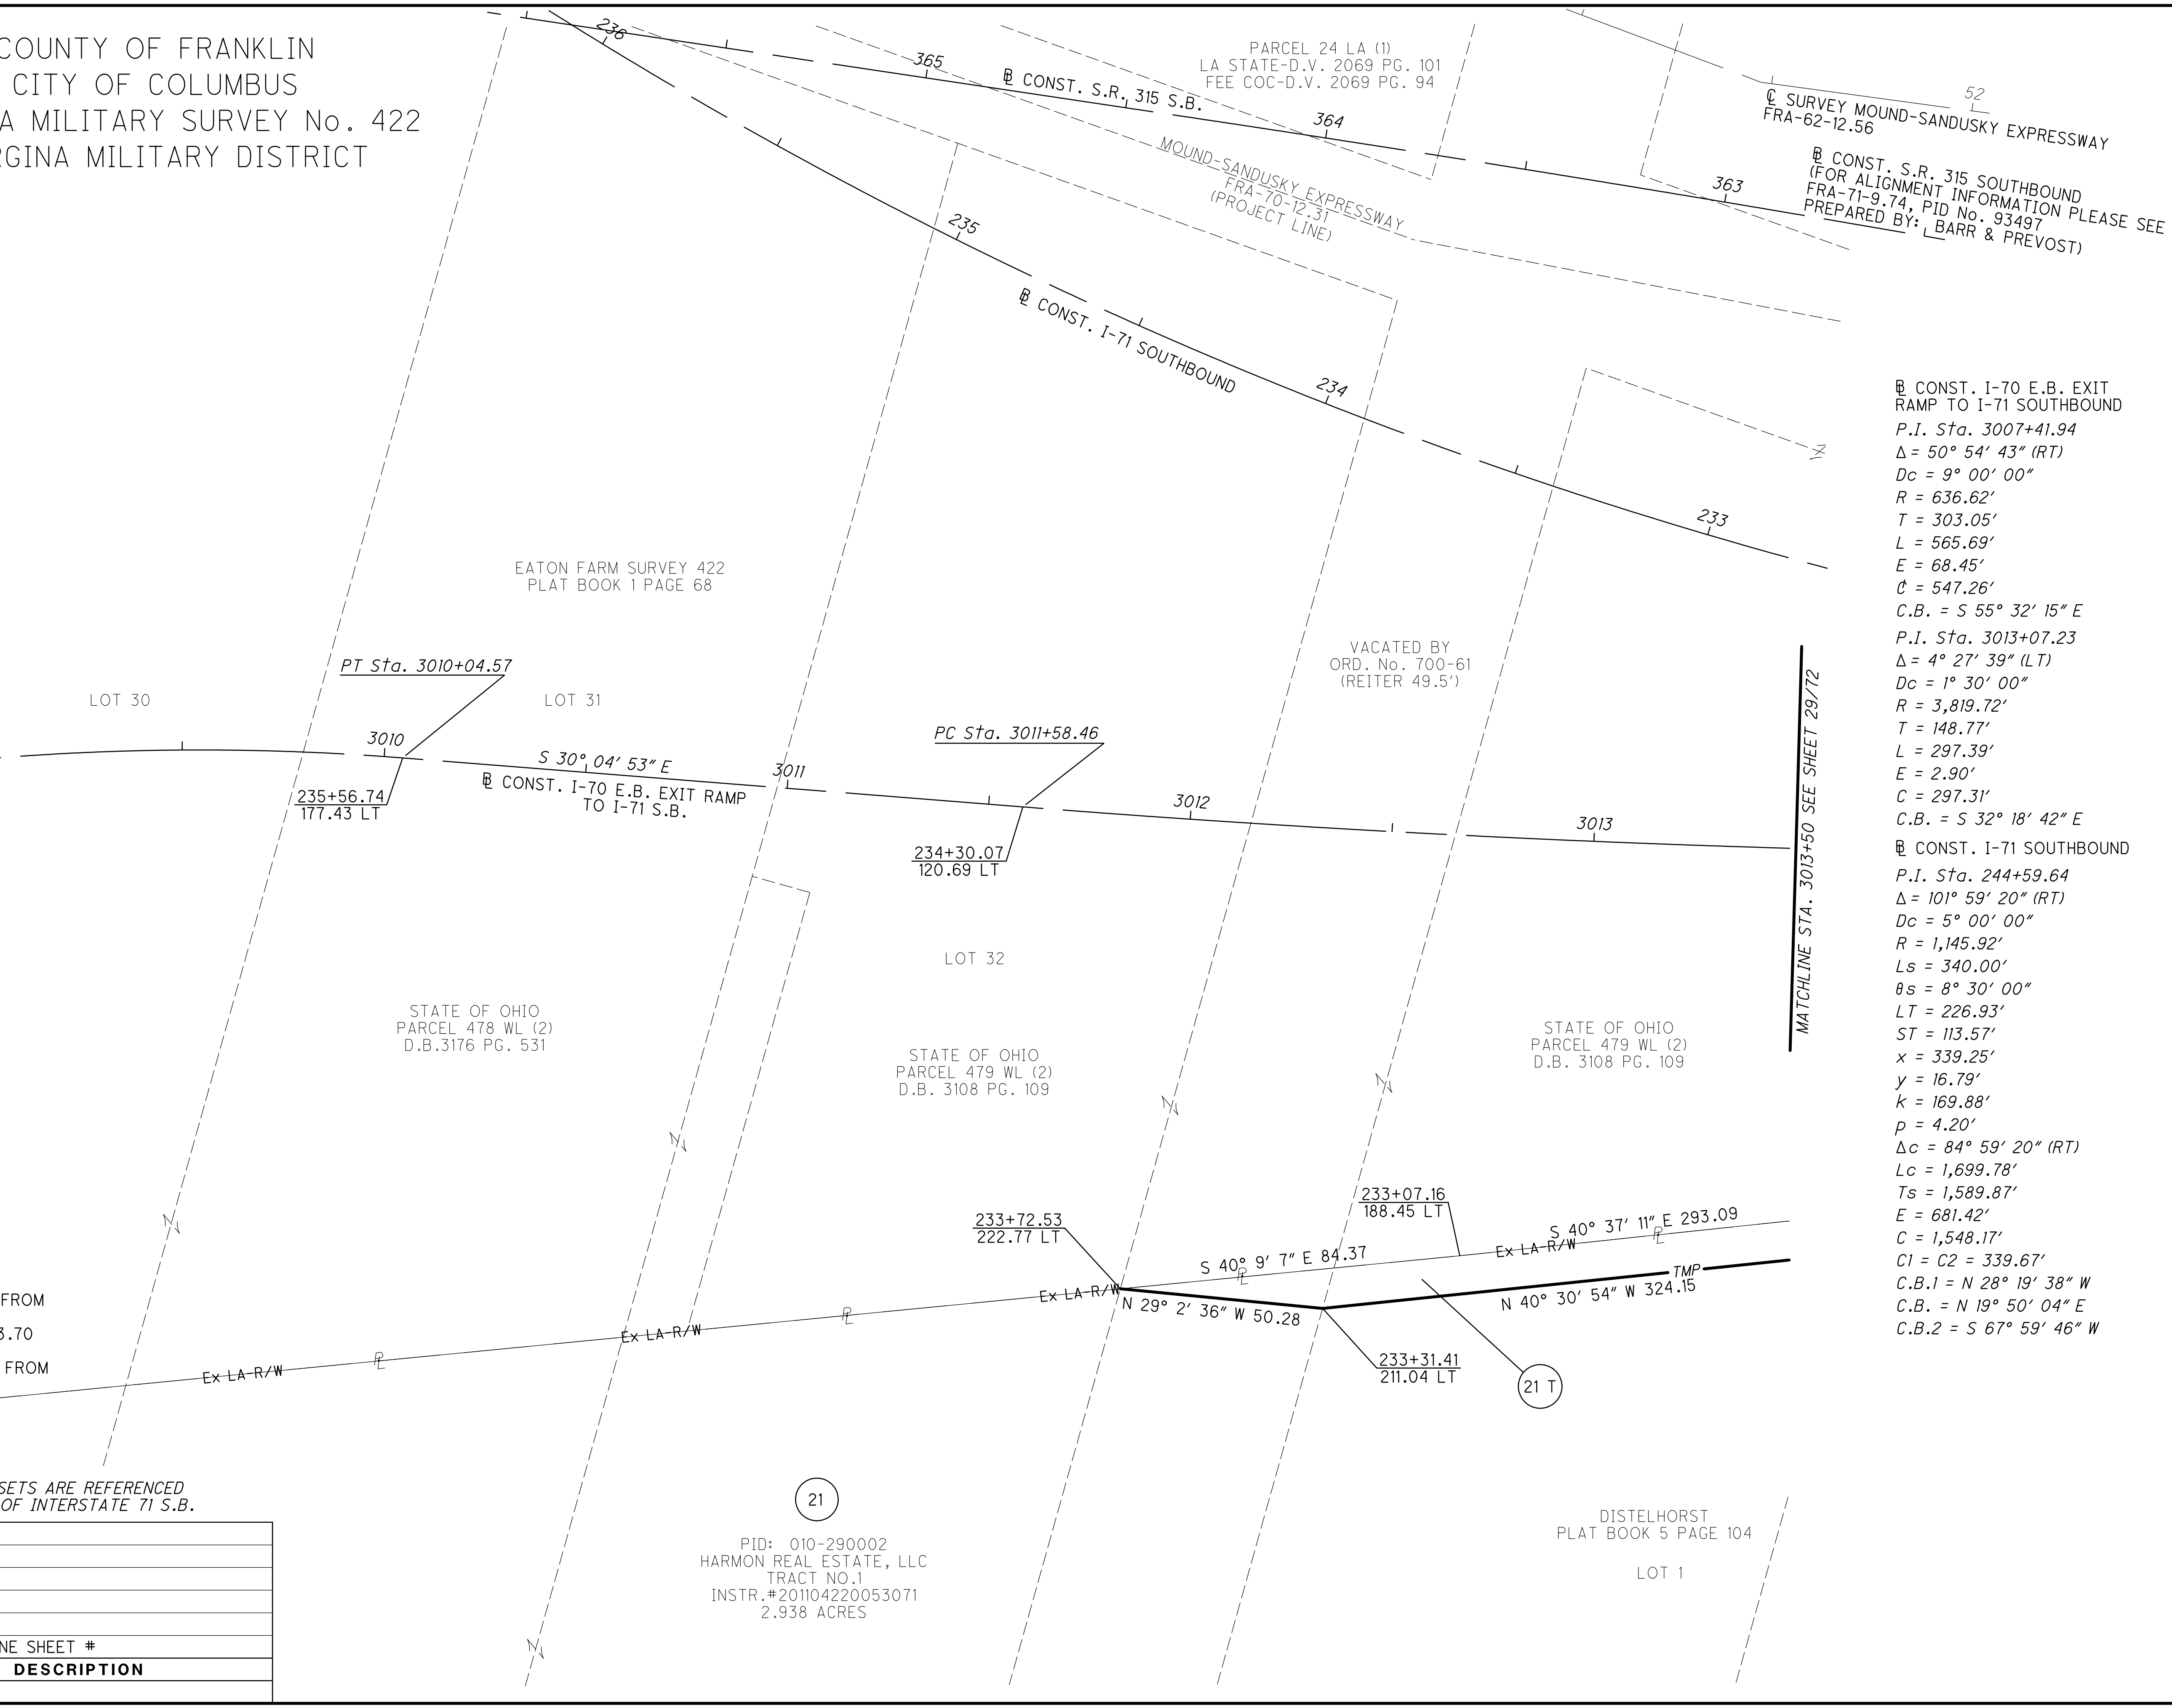 COUNTY OF FRANKLIN
CITY OF COLUMBUS
A MILITARY SURVEY No. 422
RGINA MILITARY DISTRICT
236
365
℄ CONST. S.R. 315 S.B.
PARCEL 24 LA (1)
LA STATE-D.V. 2069 PG. 101
FEE COC-D.V. 2069 PG. 94
364
52
℄ SURVEY MOUND-SANDUSKY EXPRESSWAY
FRA-62-12.56
MOUND-SANDUSKY EXPRESSWAY
FRA-70-12.31
(PROJECT LINE)
363
B͟L CONST. S.R. 315 SOUTHBOUND
(FOR ALIGNMENT INFORMATION PLEASE SEE
FRA-71-9.74, PID No. 93497
PREPARED BY: BARR & PREVOST)
235
BL CONST. I-71 SOUTHBOUND
234
233
EATON FARM SURVEY 422
PLAT BOOK 1 PAGE 68
VACATED BY
ORD. No. 700-61
(REITER 49.5')
PT Sta. 3010+04.57
LOT 30
LOT 31
PC Sta. 3011+58.46
3010
S 30° 04' 53" E
3011
BL CONST. I-70 E.B. EXIT RAMP
TO I-71 S.B.
3012
3013
235+56.74
177.43 LT
234+30.07
120.69 LT
MATCHLINE STA. 3013+50 SEE SHEET 29/72
LOT 32
STATE OF OHIO
PARCEL 478 WL (2)
D.B.3176 PG. 531
STATE OF OHIO
PARCEL 479 WL (2)
D.B. 3108 PG. 109
STATE OF OHIO
PARCEL 479 WL (2)
D.B. 3108 PG. 109
233+72.53
222.77 LT
233+07.16
188.45 LT
S 40° 9' 7" E 84.37
S 40° 37' 11" E 293.09
PL
PL
Ex LA-R/W
Ex LA-R/W
TMP
N 29° 2' 36" W 50.28
N 40° 30' 54" W 324.15
PL
Ex LA-R/W
PL
Ex LA-R/W
233+31.41
211.04 LT
21 T
FROM
3.70
FROM
SETS ARE REFERENCED
OF INTERSTATE 71 S.B.
21
PID: 010-290002
HARMON REAL ESTATE, LLC
TRACT NO.1
INSTR.#201104220053071
2.938 ACRES
DISTELHORST
PLAT BOOK 5 PAGE 104
LOT 1
NE SHEET #
DESCRIPTION
BL CONST. I-70 E.B. EXIT
RAMP TO I-71 SOUTHBOUND
P.I. Sta. 3007+41.94
Δ = 50° 54' 43" (RT)
Dc = 9° 00' 00"
R = 636.62'
T = 303.05'
L = 565.69'
E = 68.45'
C = 547.26'
C.B. = S 55° 32' 15" E
P.I. Sta. 3013+07.23
Δ = 4° 27' 39" (LT)
Dc = 1° 30' 00"
R = 3,819.72'
T = 148.77'
L = 297.39'
E = 2.90'
C = 297.31'
C.B. = S 32° 18' 42" E
BL CONST. I-71 SOUTHBOUND
P.I. Sta. 244+59.64
Δ = 101° 59' 20" (RT)
Dc = 5° 00' 00"
R = 1,145.92'
Ls = 340.00'
θs = 8° 30' 00"
LT = 226.93'
ST = 113.57'
x = 339.25'
y = 16.79'
k = 169.88'
p = 4.20'
Δc = 84° 59' 20" (RT)
Lc = 1,699.78'
Ts = 1,589.87'
E = 681.42'
C = 1,548.17'
C1 = C2 = 339.67'
C.B.1 = N 28° 19' 38" W
C.B. = N 19° 50' 04" E
C.B.2 = S 67° 59' 46" W